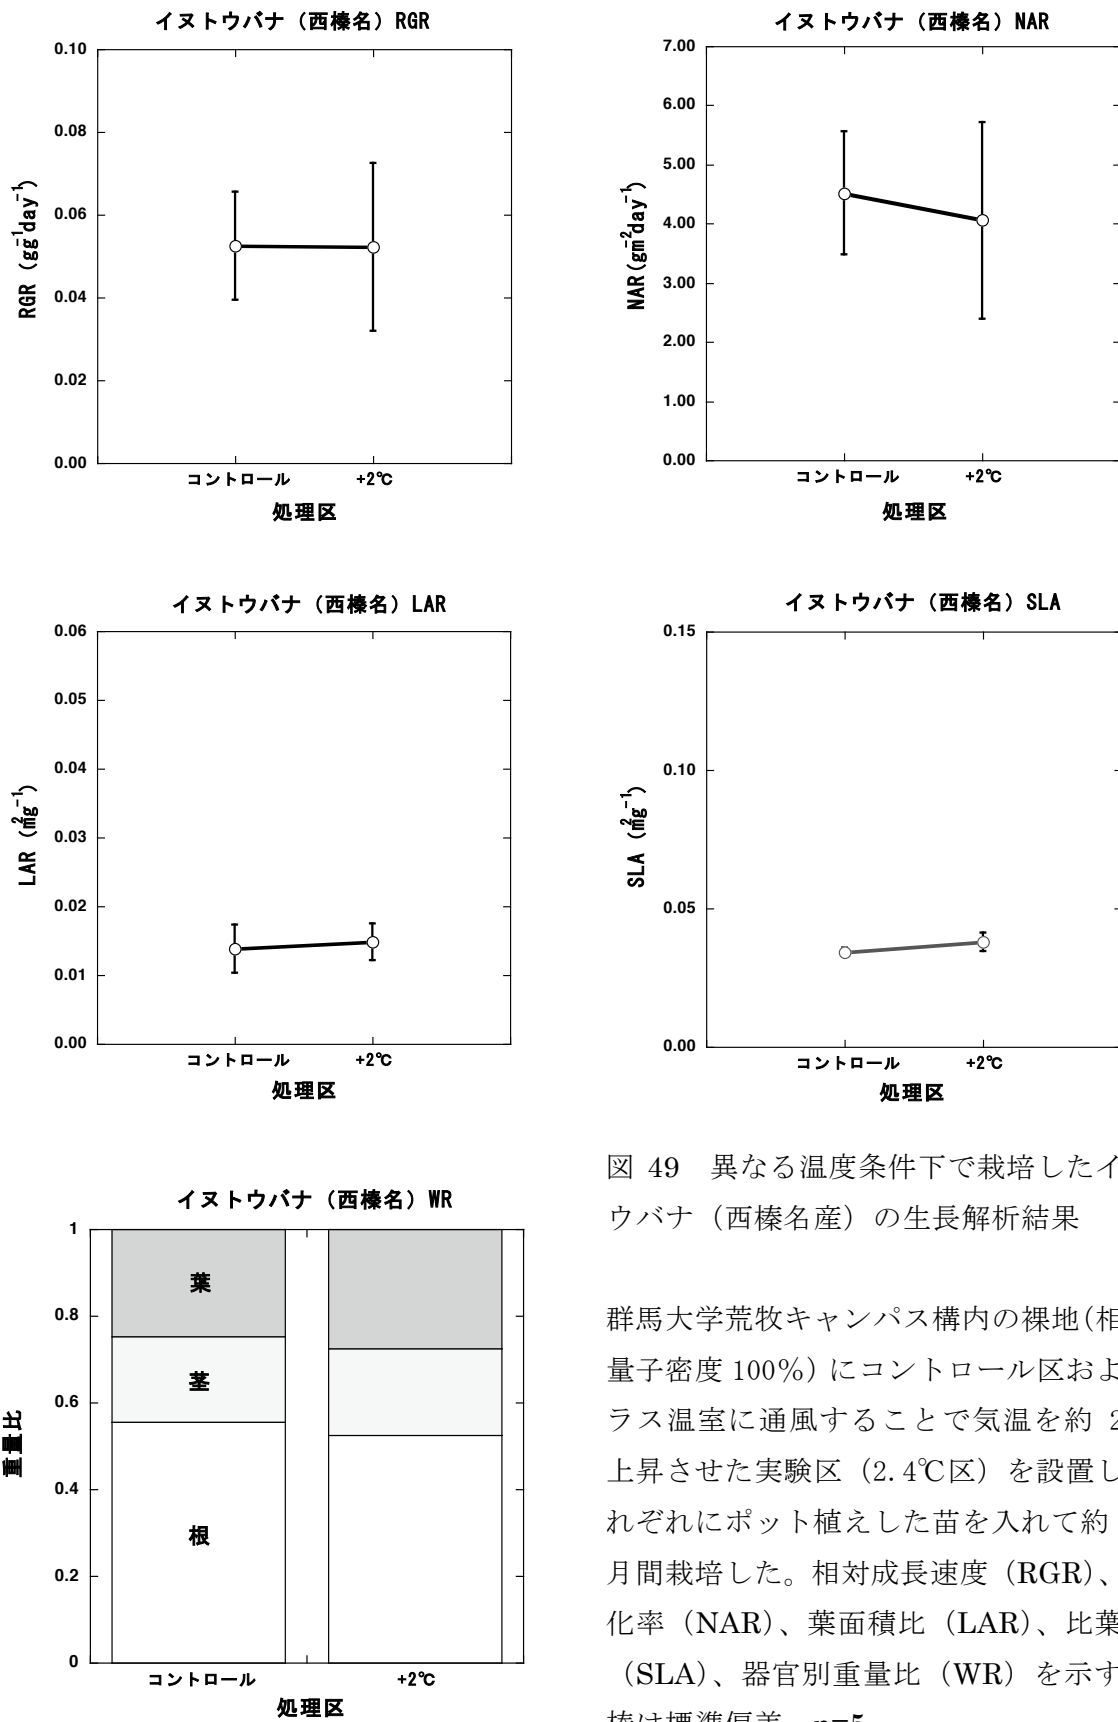 イヌトウバナ（西榛名）RGR
0.10
0.08
0.06
0.04
0.02
0.00
RGR (gg⁻¹day⁻¹)
コントロール +2℃
処理区
イヌトウバナ（西榛名）NAR
7.00
6.00
5.00
4.00
3.00
2.00
1.00
0.00
NAR(gm⁻²day⁻¹)
コントロール +2℃
処理区
イヌトウバナ（西榛名）LAR
0.06
0.05
0.04
0.03
0.02
0.01
0.00
LAR (m²g⁻¹)
コントロール +2℃
処理区
イヌトウバナ（西榛名）SLA
0.15
0.10
0.05
0.00
SLA (m²g⁻¹)
コントロール +2℃
処理区
イヌトウバナ（西榛名）WR
1
0.8
0.6
0.4
0.2
0
重量比
葉
茎
根
コントロール +2℃
処理区
図 49 異なる温度条件下で栽培したイ
ウバナ（西榛名産）の生長解析結果
群馬大学荒牧キャンパス構内の裸地(相
量子密度 100％)にコントロール区およ
ラス温室に通風することで気温を約 2
上昇させた実験区（2.4℃区）を設置し
れぞれにポット植えした苗を入れて約
月間栽培した。相対成長速度（RGR）、
化率（NAR）、葉面積比（LAR）、比葉
（SLA）、器官別重量比（WR）を示す
棒は標準偏差 n=5